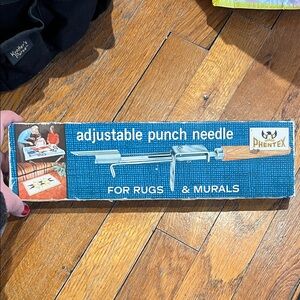 adjustable punch needle
PHENTEX
FOR RUGS & MURALS